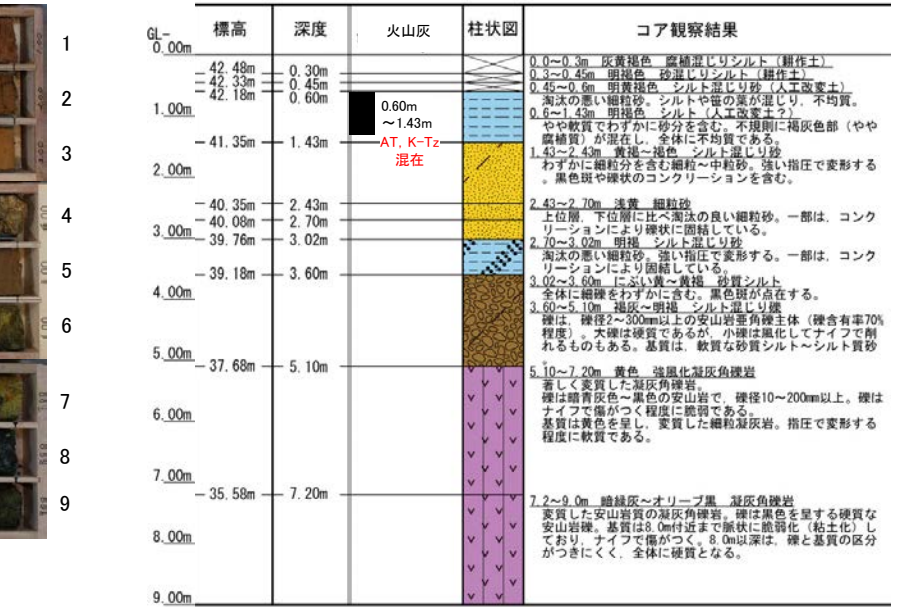 1
2
3
4
5
6
7
8
9
GL-
標高
深度
火山灰
柱状図
コア観察結果
0.00m
1.00m
2.00m
3.00m
4.00m
5.00m
6.00m
7.00m
8.00m
9.00m
42.48m 0.30m
42.33m 0.45m
42.18m 0.60m
41.35m 1.43m
40.35m 2.43m
40.08m 2.70m
39.76m 3.02m
39.18m 3.60m
37.68m 5.10m
35.58m 7.20m
0.60m
～1.43m
AT, K-Tz
混在
0.0～0.3m 灰黄褐色 腐植混じりシルト（耕作土）
0.3～0.45m 明褐色 砂混じりシルト（耕作土）
0.45～0.6m 明黄褐色 シルト混じり砂（人工改変土）
淘汰の悪い細粒砂。シルトや笹の葉が混じり、不均質。
0.6～1.43m 明褐色 シルト（人工改変土？）
やや軟質でわずかに砂分を含む。不規則に褐灰色部（やや
腐植質）が混在し、全体に不均質である。
1.43～2.43m 黄褐～褐色 シルト混じり砂
わずかに細粒分を含む細粒～中粒砂。強い指圧で変形する
。黒色斑や礫状のコンクリーションを含む。
2.43～2.70m 浅黄 細粒砂
上位層、下位層に比べ淘汰の良い細粒砂。一部は、コンク
リーションにより礫状に固結している。
2.70～3.02m 明褐 シルト混じり砂
淘汰の悪い細粒砂。強い指圧で変形する。一部は、コンク
リーションにより固結している。
3.02～3.60m にぶい黄～黄褐 砂質シルト
全体に細礫をわずかに含む。黒色斑が点在する。
3.60～5.10m 褐灰～明褐 シルト混じり礫
礫は、礫径2～300mm以上の安山岩亜角礫主体（礫含有率70%
程度）。大礫は硬質であるが、小礫は風化してナイフで削
れるものもある。基質は、軟質な砂質シルト～シルト質砂
。
5.10～7.20m 黄色 強風化凝灰角礫岩
著しく変質した凝灰角礫岩。
礫は暗青灰色～黒色の安山岩で、礫径10～200mm以上。礫は
ナイフで傷がつく程度に脆弱である。
基質は黄色を呈し、変質した細粒凝灰岩。指圧で変形する
程度に軟質である。
7.2～9.0m 暗緑灰～オリーブ黒 凝灰角礫岩
変質した安山岩質の凝灰角礫岩。礫は黒色を呈する硬質な
安山岩礫。基質は8.0m付近まで脈状に脆弱化（粘土化）し
ており、ナイフで傷がつく。8.0m以深は、礫と基質の区分
がつきにくく、全体に硬質となる。